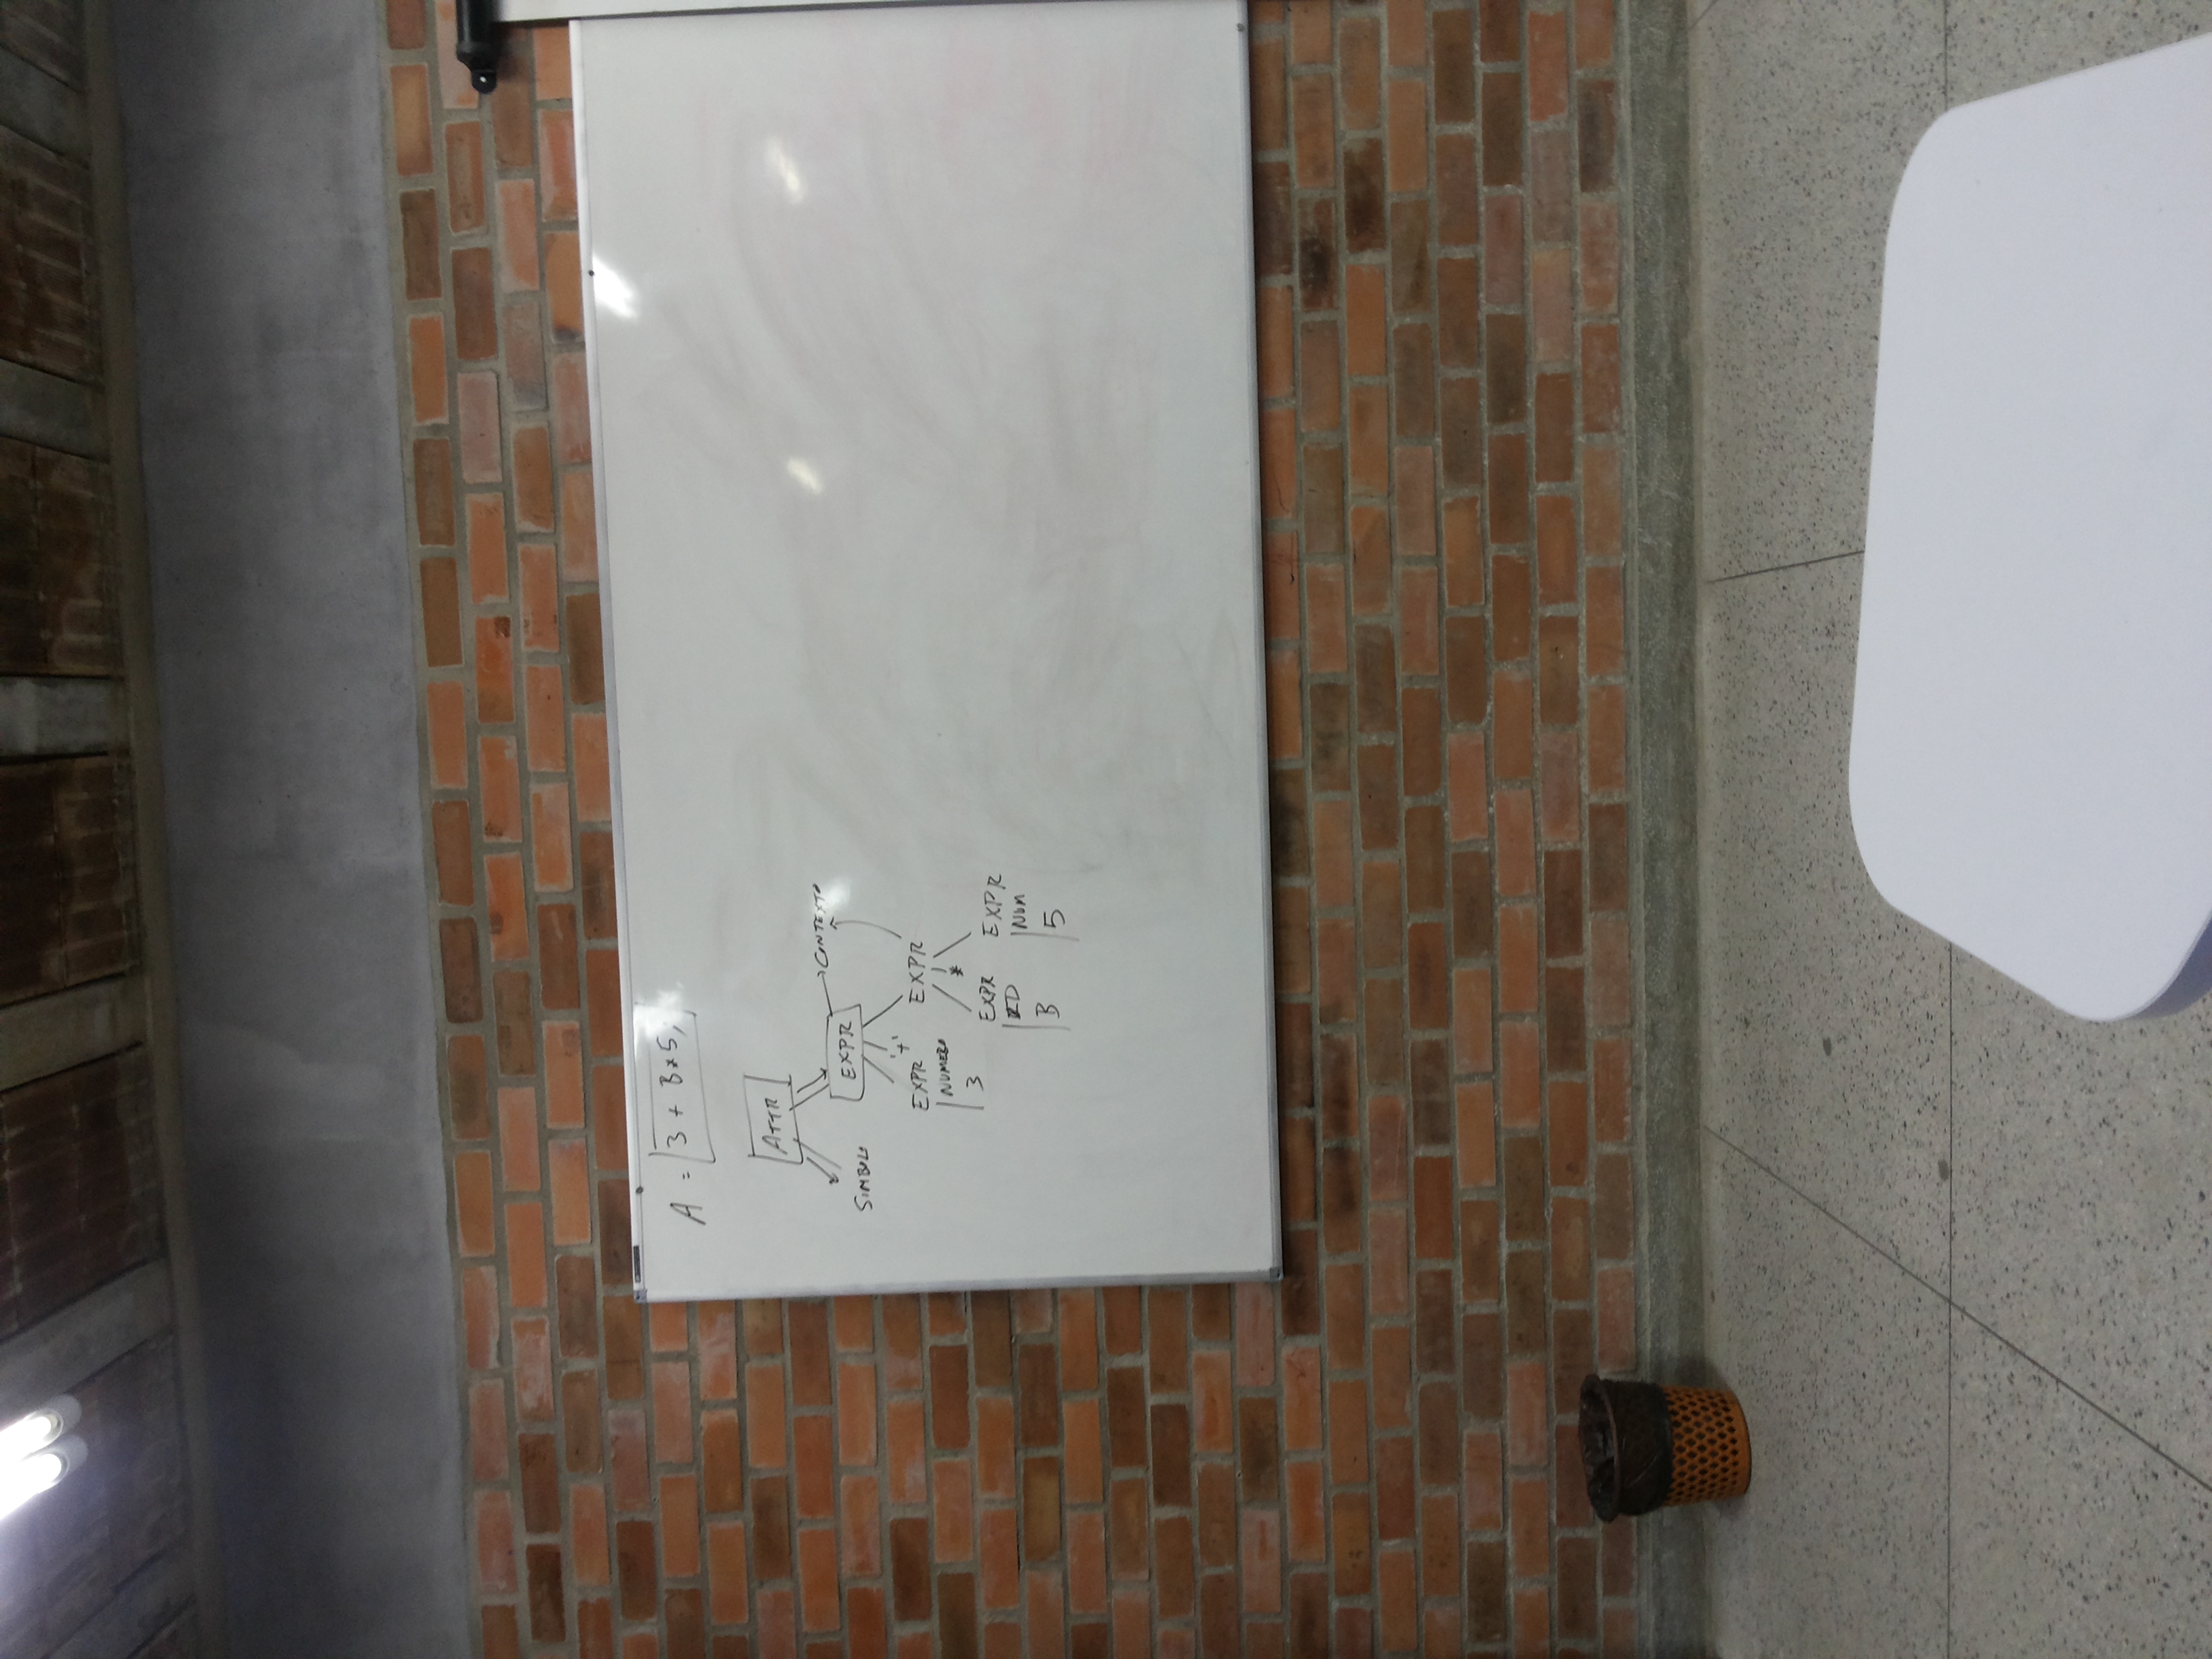 A = 3 + B*5;
ATTR
SIMBOLO
EXPR
CONTEXTO
EXPR '+' EXPR
NUMERO
3
*
EXPR EXPR
ID NUM
B 5